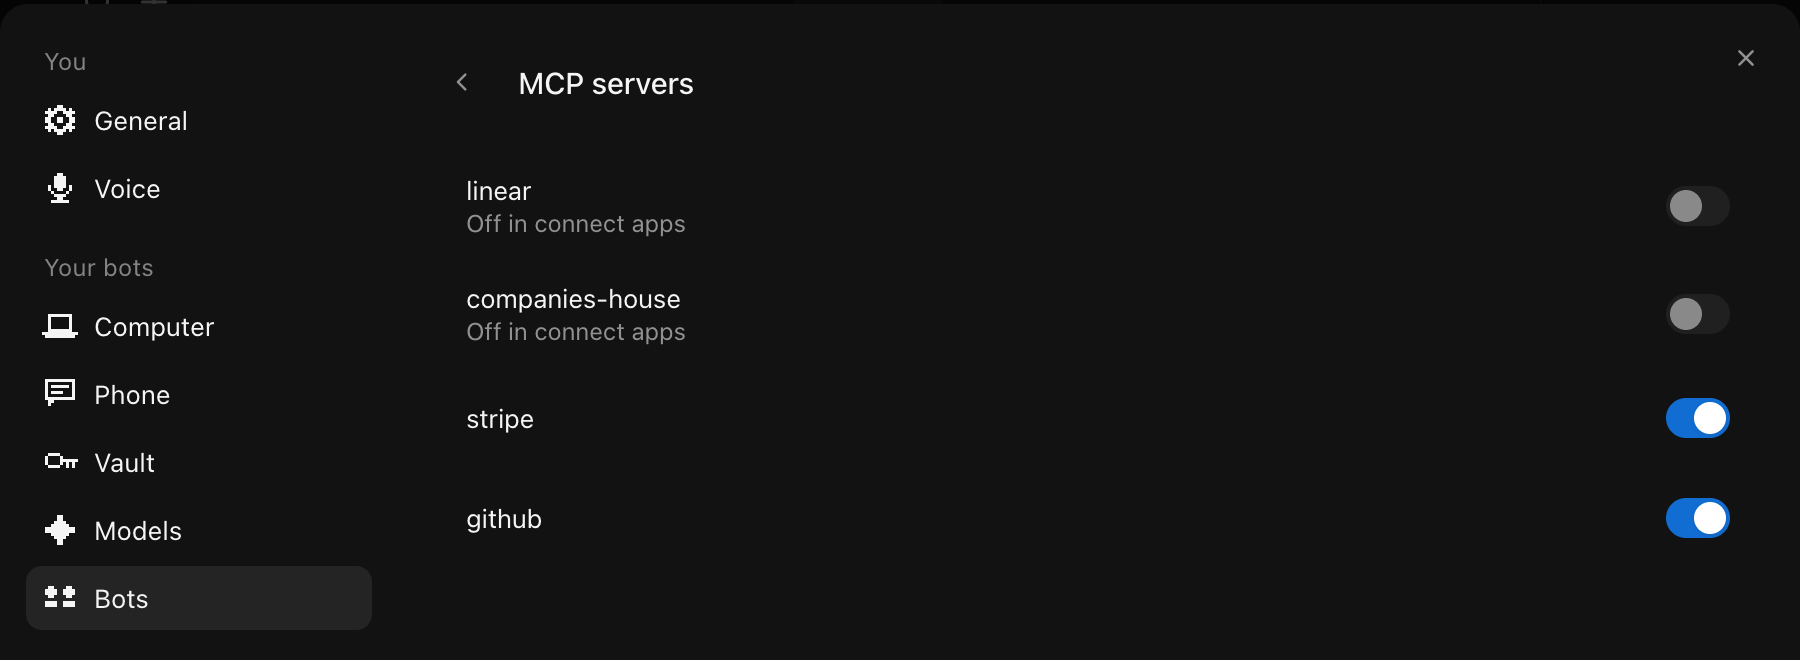 You
General
Voice
Your bots
Computer
Phone
Vault
Models
Bots
MCP servers
linear
Off in connect apps
companies-house
Off in connect apps
stripe
github